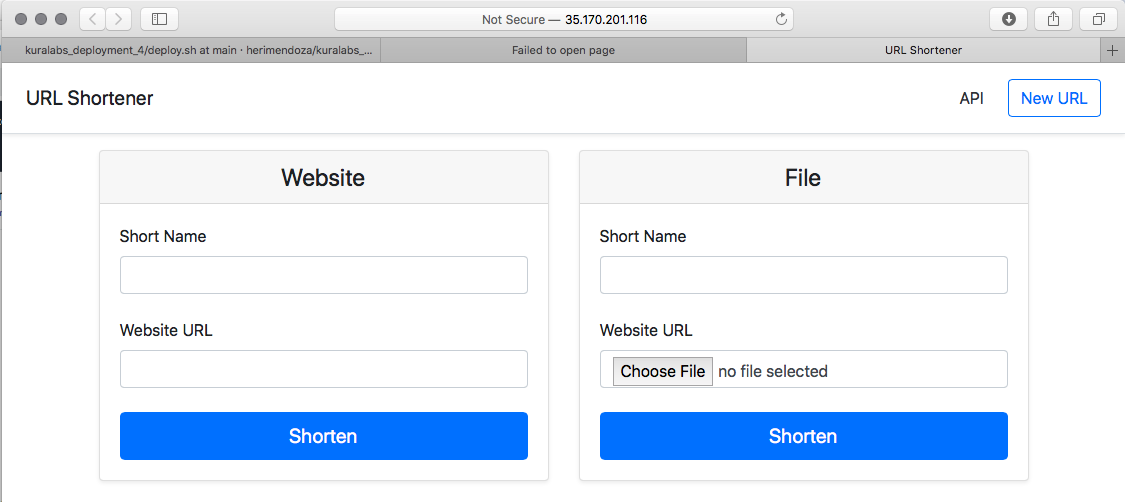 Not Secure — 35.170.201.116
kuralabs_deployment_4/deploy.sh at main · herimendoza/kuralabs_...
Failed to open page
URL Shortener
URL Shortener
API
New URL
Website
Short Name
Website URL
Shorten
File
Short Name
Website URL
Choose File no file selected
Shorten